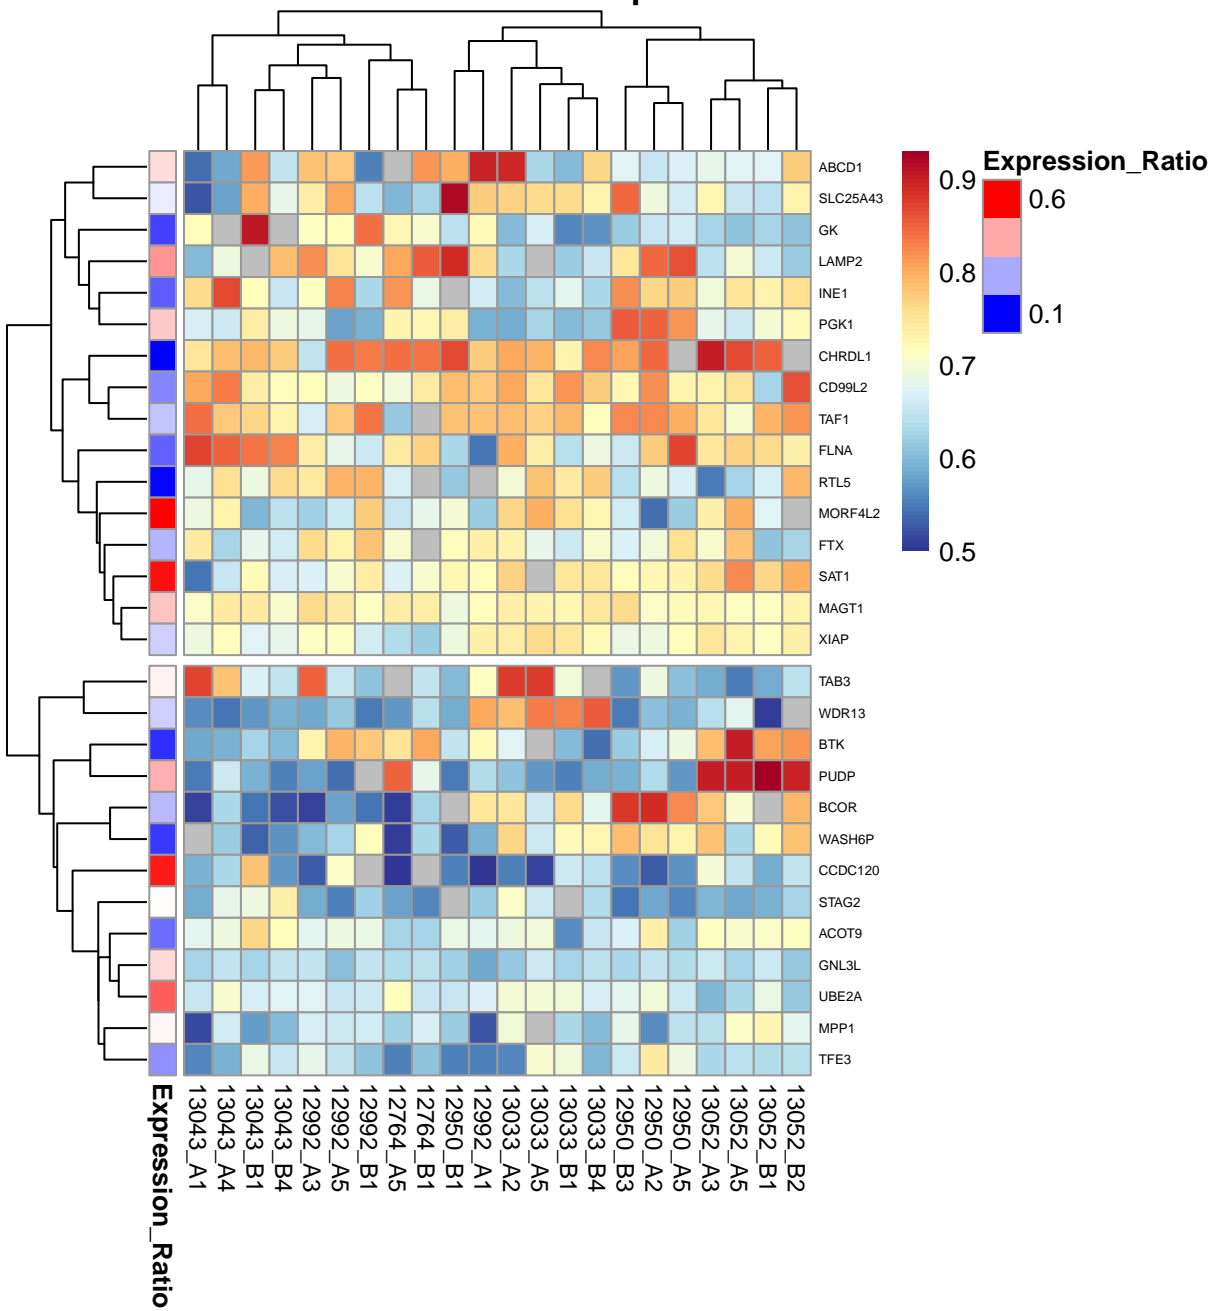 Expression_Ratio
0.9
0.8
0.7
0.6
0.5
0.6
0.1
ABCD1
SLC25A43
GK
LAMP2
INE1
PGK1
CHRDL1
CD99L2
TAF1
FLNA
RTL5
MORF4L2
FTX
SAT1
MAGT1
XIAP
TAB3
WDR13
BTK
PUDP
BCOR
WASH6P
CCDC120
STAG2
ACOT9
GNL3L
UBE2A
MPP1
TFE3
Expression_Ratio
13043_A1
13043_A4
13043_B1
13043_B4
12992_A3
12992_A5
12992_B1
12764_A5
12764_B1
12950_B1
12992_A1
13033_A2
13033_A5
13033_B1
13033_B4
12950_B3
12950_A2
12950_A5
13052_A3
13052_A5
13052_B1
13052_B2